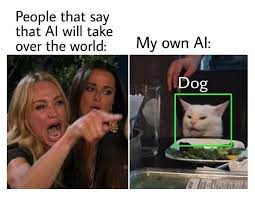 People that say
that AI will take
over the world:
My own AI:
Dog